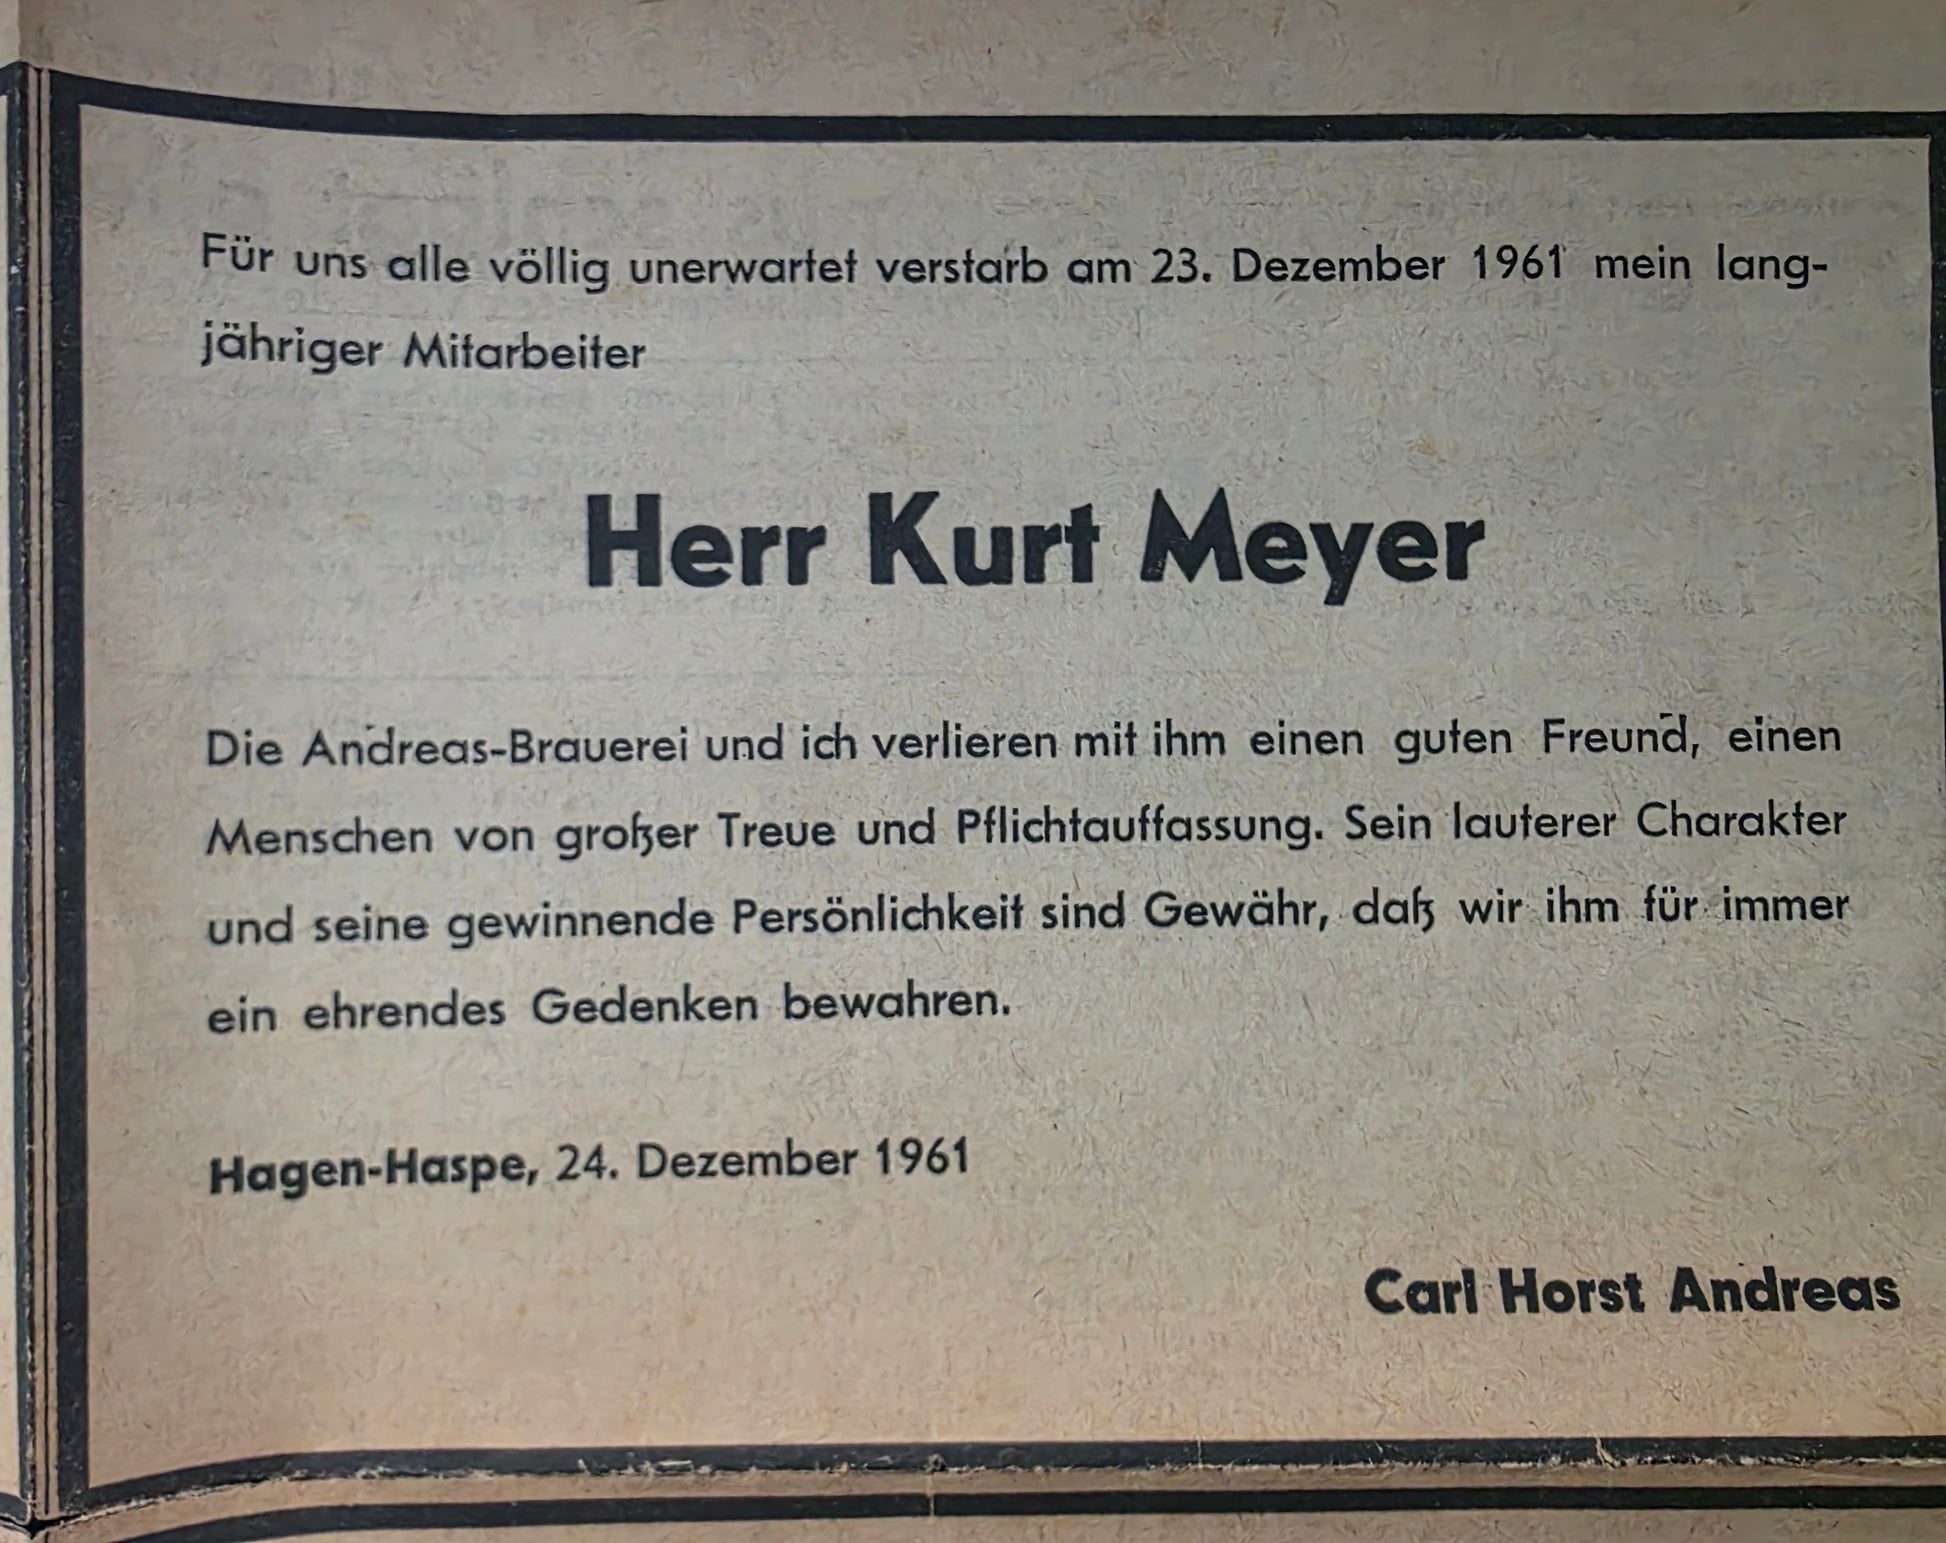 Für uns alle völlig unerwartet verstarb am 23. Dezember 1961 mein lang-
jähriger Mitarbeiter
Herr Kurt Meyer
Die Andreas-Brauerei und ich verlieren mit ihm einen guten Freund, einen
Menschen von großer Treue und Pflichtauffassung. Sein lauterer Charakter
und seine gewinnende Persönlichkeit sind Gewähr, daß wir ihm für immer
ein ehrendes Gedenken bewahren.
Hagen-Haspe, 24. Dezember 1961
Carl Horst Andreas